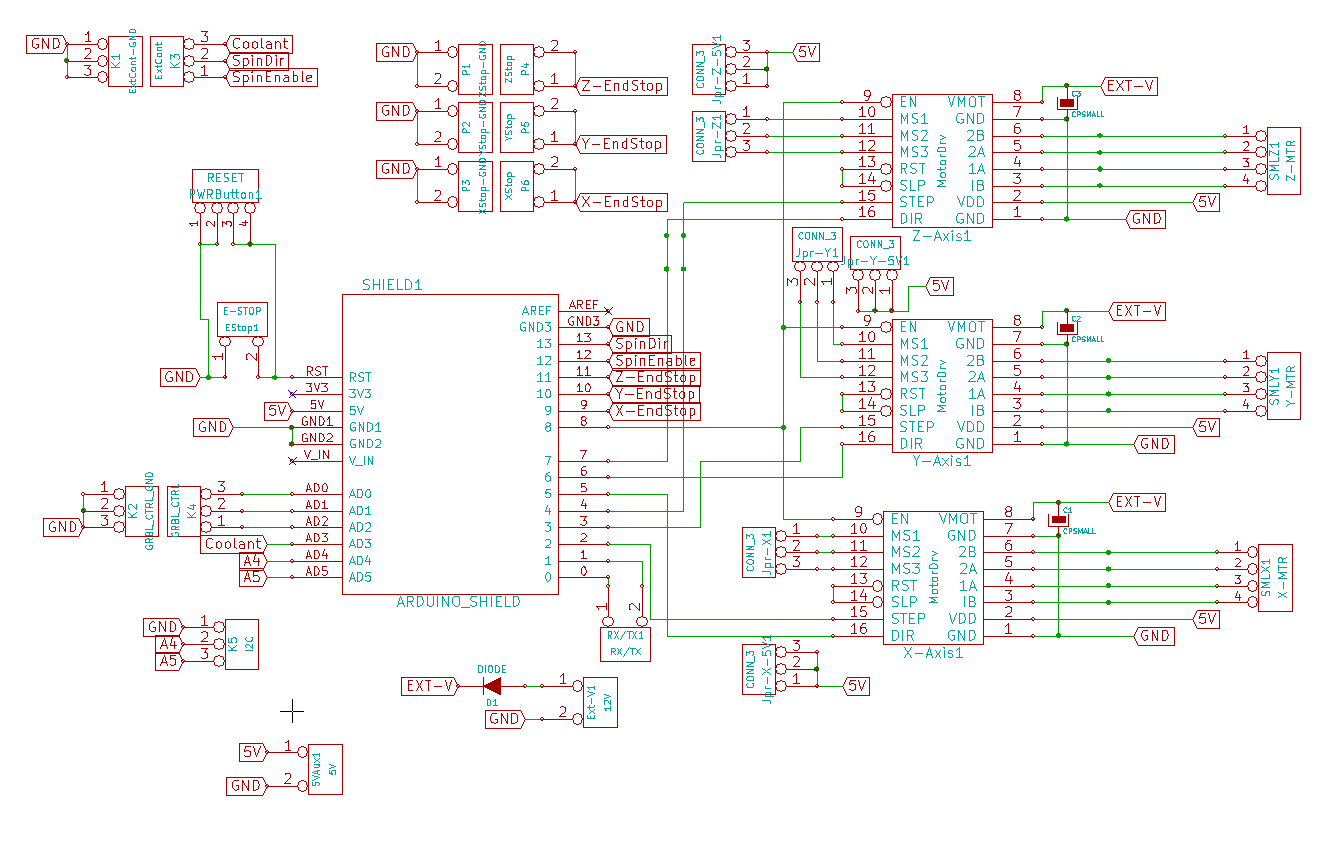 GND
1
2
3
K1
ExtCont-GND
ExtCont
K3
3
2
1
Coolant
SpinDir
SpinEnable
GND
1
2
P1
ZStop-GND
ZStop
P4
2
1
Z-EndStop
GND
1
2
P2
YStop-GND
YStop
P5
2
1
Y-EndStop
GND
1
2
P3
XStop-GND
XStop
P6
2
1
X-EndStop
CONN_3
Jpr-Z-5V1
3
2
1
5V
CONN_3
Jpr-Z1
1
2
3
9 EN VMOT 8
10 MS1 GND 7
11 MS2 2B 6
12 MS3 2A 5
13 RST 1A 4
14 SLP IB 3
15 STEP VDD 2
16 DIR GND 1
MotorDrv
Z-Axis1
EXT-V
C3
CPSMALL
5V
GND
1
2
3
4
SMLZ1
Z-MTR
RESET
PWRButton1
1
2
3
4
E-STOP
EStop1
1
2
GND
CONN_3
Jpr-Y1
3
2
1
CONN_3
Jpr-Y-5V1
3
2
1
5V
9 EN VMOT 8
10 MS1 GND 7
11 MS2 2B 6
12 MS3 2A 5
13 RST 1A 4
14 SLP IB 3
15 STEP VDD 2
16 DIR GND 1
MotorDrv
Y-Axis1
EXT-V
C2
CPSMALL
5V
GND
1
2
3
4
SMLY1
Y-MTR
SHIELD1
RST RST
3V3 3V3
5V 5V 5V
GND GND1 GND1
GND2 GND2
V_IN V_IN
AD0 AD0
AD1 AD1
AD2 AD2
Coolant AD3 AD3
A4 AD4 AD4
A5 AD5 AD5
AREF AREF
GND3 GND3 GND
13 13 SpinDir
12 12 SpinEnable
11 11 Z-EndStop
10 10 Y-EndStop
9 9 X-EndStop
8 8
7 7
6 6
5 5
4 4
3 3
2 2
1 1
0 0
ARDUINO_SHIELD
GND
1
2
3
K2
GRBL_CTRL_GND
GRBL_CTRL
K4
3
2
1
1
2
RX/TX1
RX/TX
CONN_3
Jpr-X1
1
2
3
9 EN VMOT 8
10 MS1 GND 7
11 MS2 2B 6
12 MS3 2A 5
13 RST 1A 4
14 SLP IB 3
15 STEP VDD 2
16 DIR GND 1
MotorDrv
X-Axis1
EXT-V
C1
CPSMALL
5V
GND
1
2
3
4
SMLX1
X-MTR
CONN_3
Jpr-X-5V1
3
2
1
5V
GND 1
A4 2
A5 3
K5
I2C
DIODE
EXT-V
D1
1
GND 2
Ext-V1
12V
5V 1
GND 2
5VAux1
5V